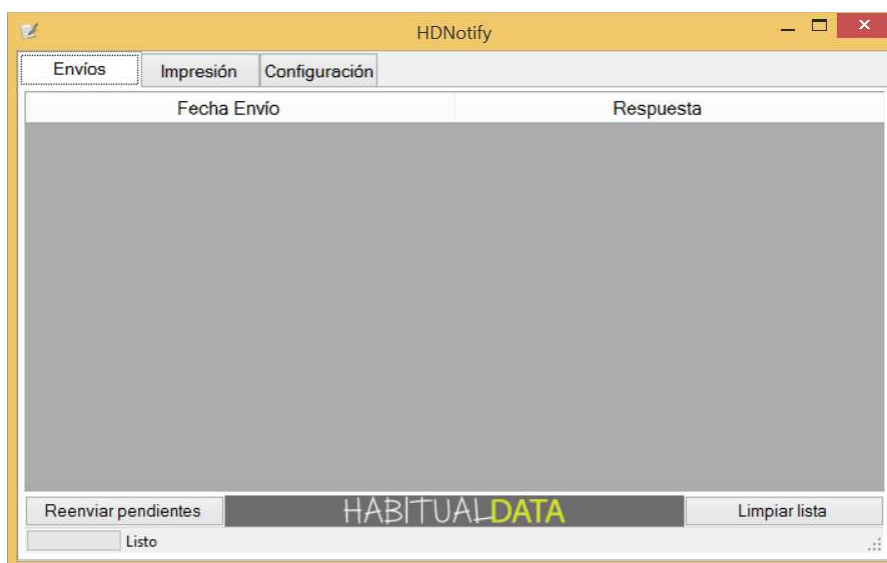 HDNotify
Envíos Impresión Configuración
Fecha Envío Respuesta
Reenviar pendientes HABITUALDATA Limpiar lista
Listo